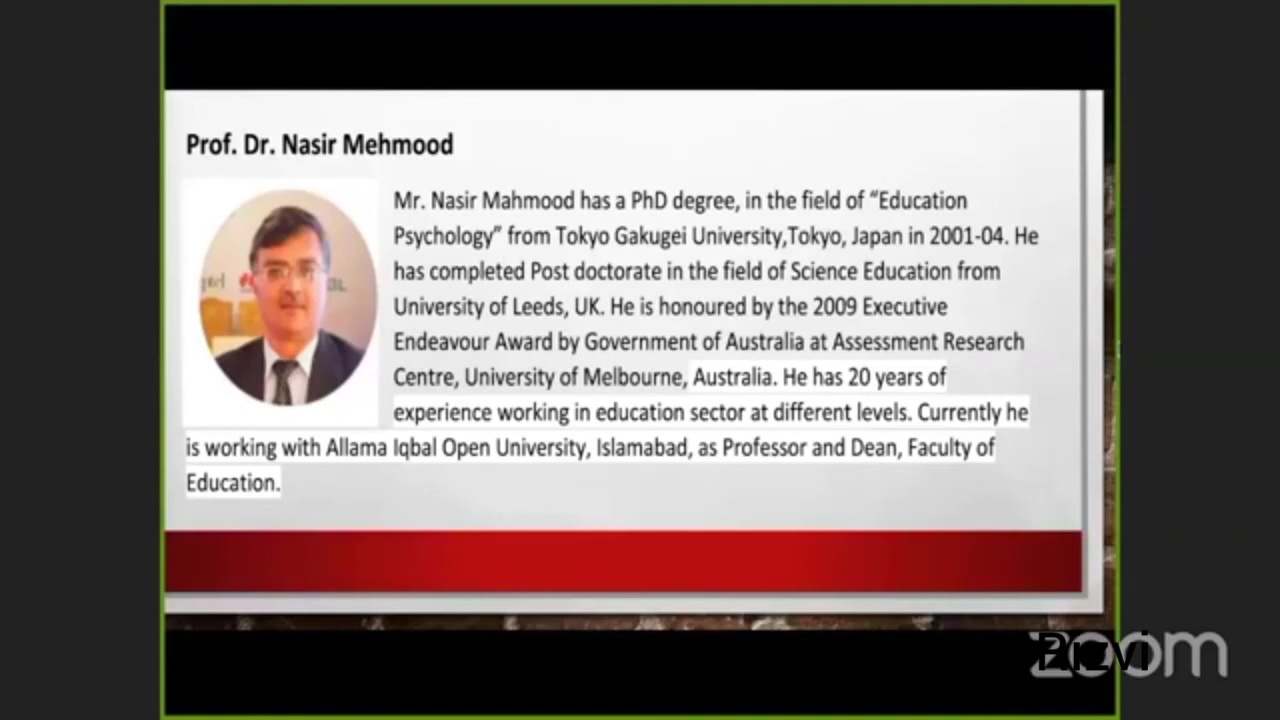 Prof. Dr. Nasir Mehmood
Mr. Nasir Mahmood has a PhD degree, in the field of “Education
Psychology” from Tokyo Gakugei University,Tokyo, Japan in 2001-04. He
has completed Post doctorate in the field of Science Education from
University of Leeds, UK. He is honoured by the 2009 Executive
Endeavour Award by Government of Australia at Assessment Research
Centre, University of Melbourne, Australia. He has 20 years of
experience working in education sector at different levels. Currently he
is working with Allama Iqbal Open University, Islamabad, as Professor and Dean, Faculty of
Education.
zoom